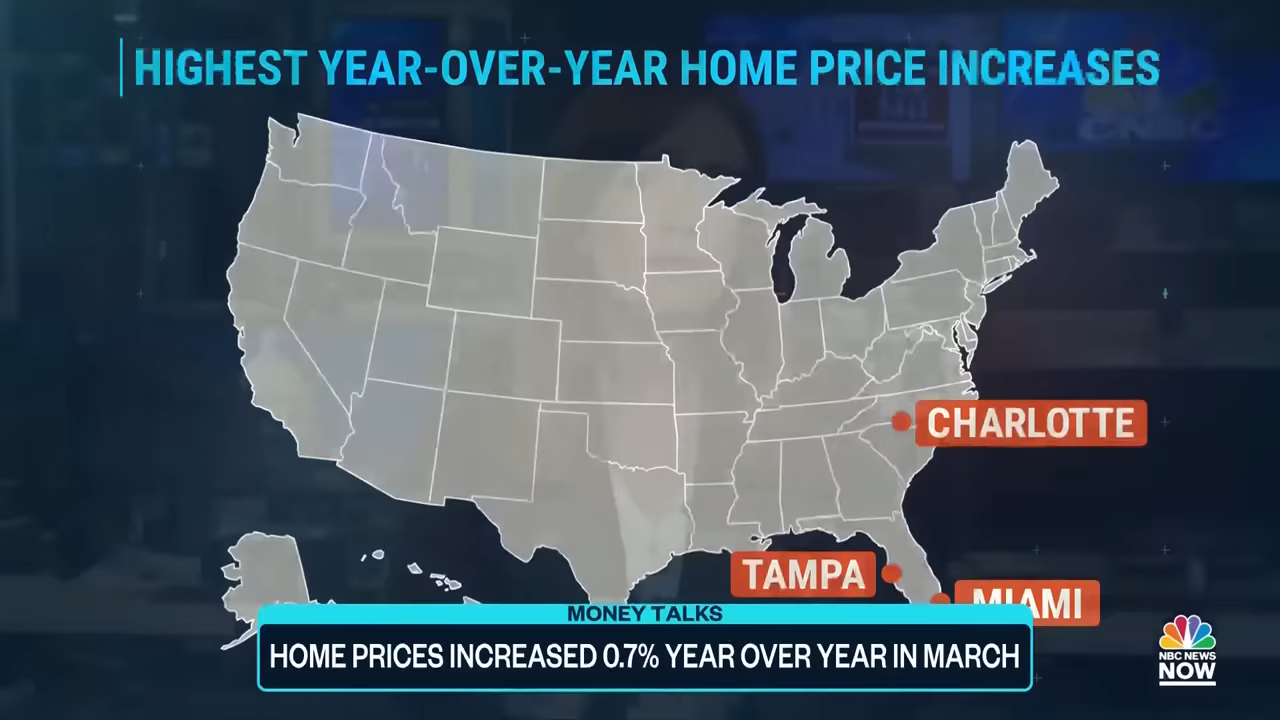 HIGHEST YEAR-OVER-YEAR HOME PRICE INCREASES
CNBC
CHARLOTTE
TAMPA
MIAMI
MONEY TALKS
HOME PRICES INCREASED 0.7% YEAR OVER YEAR IN MARCH
NBC NEWS
NOW